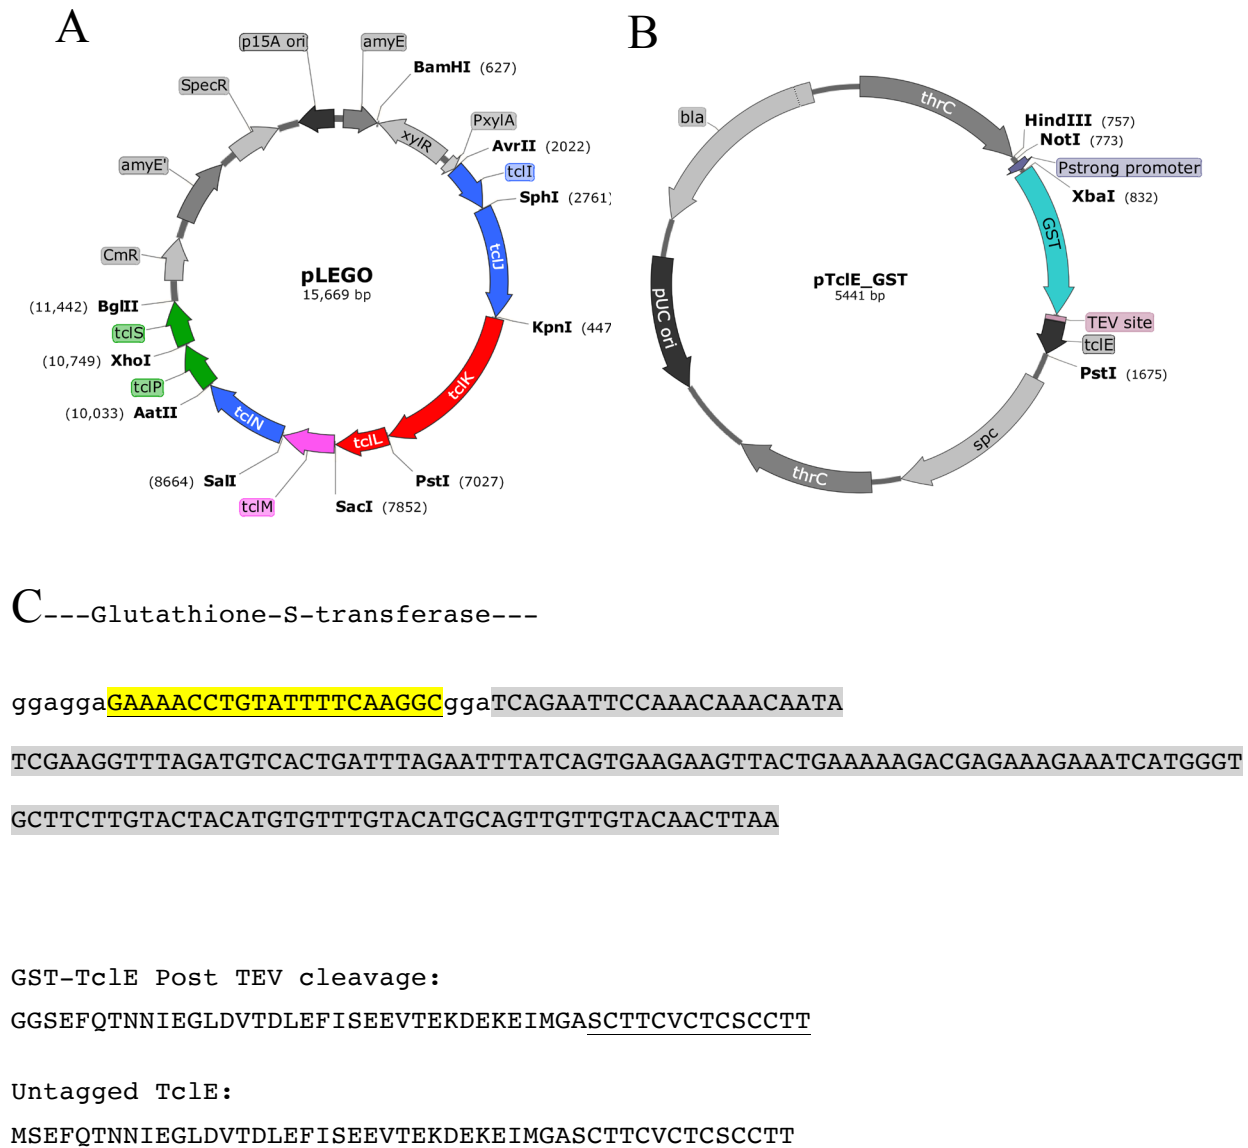 A
p15A ori
amyE
BamHI (627)
SpecR
xylR
PxylA
AvrII (2022)
tclI
SphI (2761)
amyE'
tclJ
CmR
pLEGO
15,669 bp
(11,442) BglII
KpnI (447
tclS
(10,749) XhoI
tclP
tclK
(10,033) AatII
tclN
tclL
(8664) SalI
PstI (7027)
tclM
SacI (7852)
B
thrC
bla
HindIII (757)
NotI (773)
Pstrong promoter
XbaI (832)
GST
pTclE_GST
5441 bp
pUC ori
TEV site
tclE
PstI (1675)
spc
thrC
C---Glutathione-S-transferase---
ggaggaGAAAACCTGTATTTTCAAGGCggaTCAGAATTCCAAACAAACAATA
TCGAAGGTTTAGATGTCACTGATTTAGAATTTATCAGTGAAGAAGTTACTGAAAAAGACGAGAAAGAAATCATGGGT
GCTTCTTGTACTACATGTGTTTGTACATGCAGTTGTTGTACAACTTAA
GST-TclE Post TEV cleavage:
GGSEFQTNNIEGLDVTDLEFISEEVTEKDEKEIMGASCTTCVCTCSCCTT
Untagged TclE:
MSEFQTNNIEGLDVTDLEFISEEVTEKDEKEIMGASCTTCVCTCSCCTT